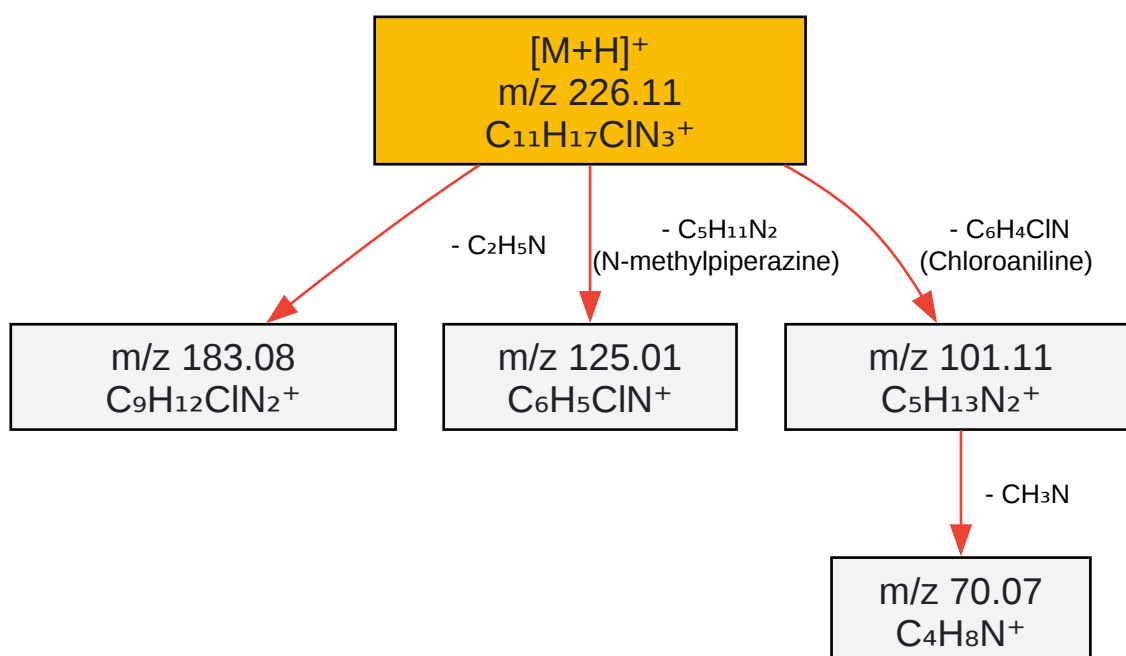 [M+H]⁺
m/z 226.11
C₁₁H₁₇ClN₃⁺
- C₂H₅N
- C₅H₁₁N₂
(N-methylpiperazine)
- C₆H₄ClN
(Chloroaniline)
m/z 183.08
C₉H₁₂ClN₂⁺
m/z 125.01
C₆H₅ClN⁺
m/z 101.11
C₅H₁₃N₂⁺
- CH₃N
m/z 70.07
C₄H₈N⁺